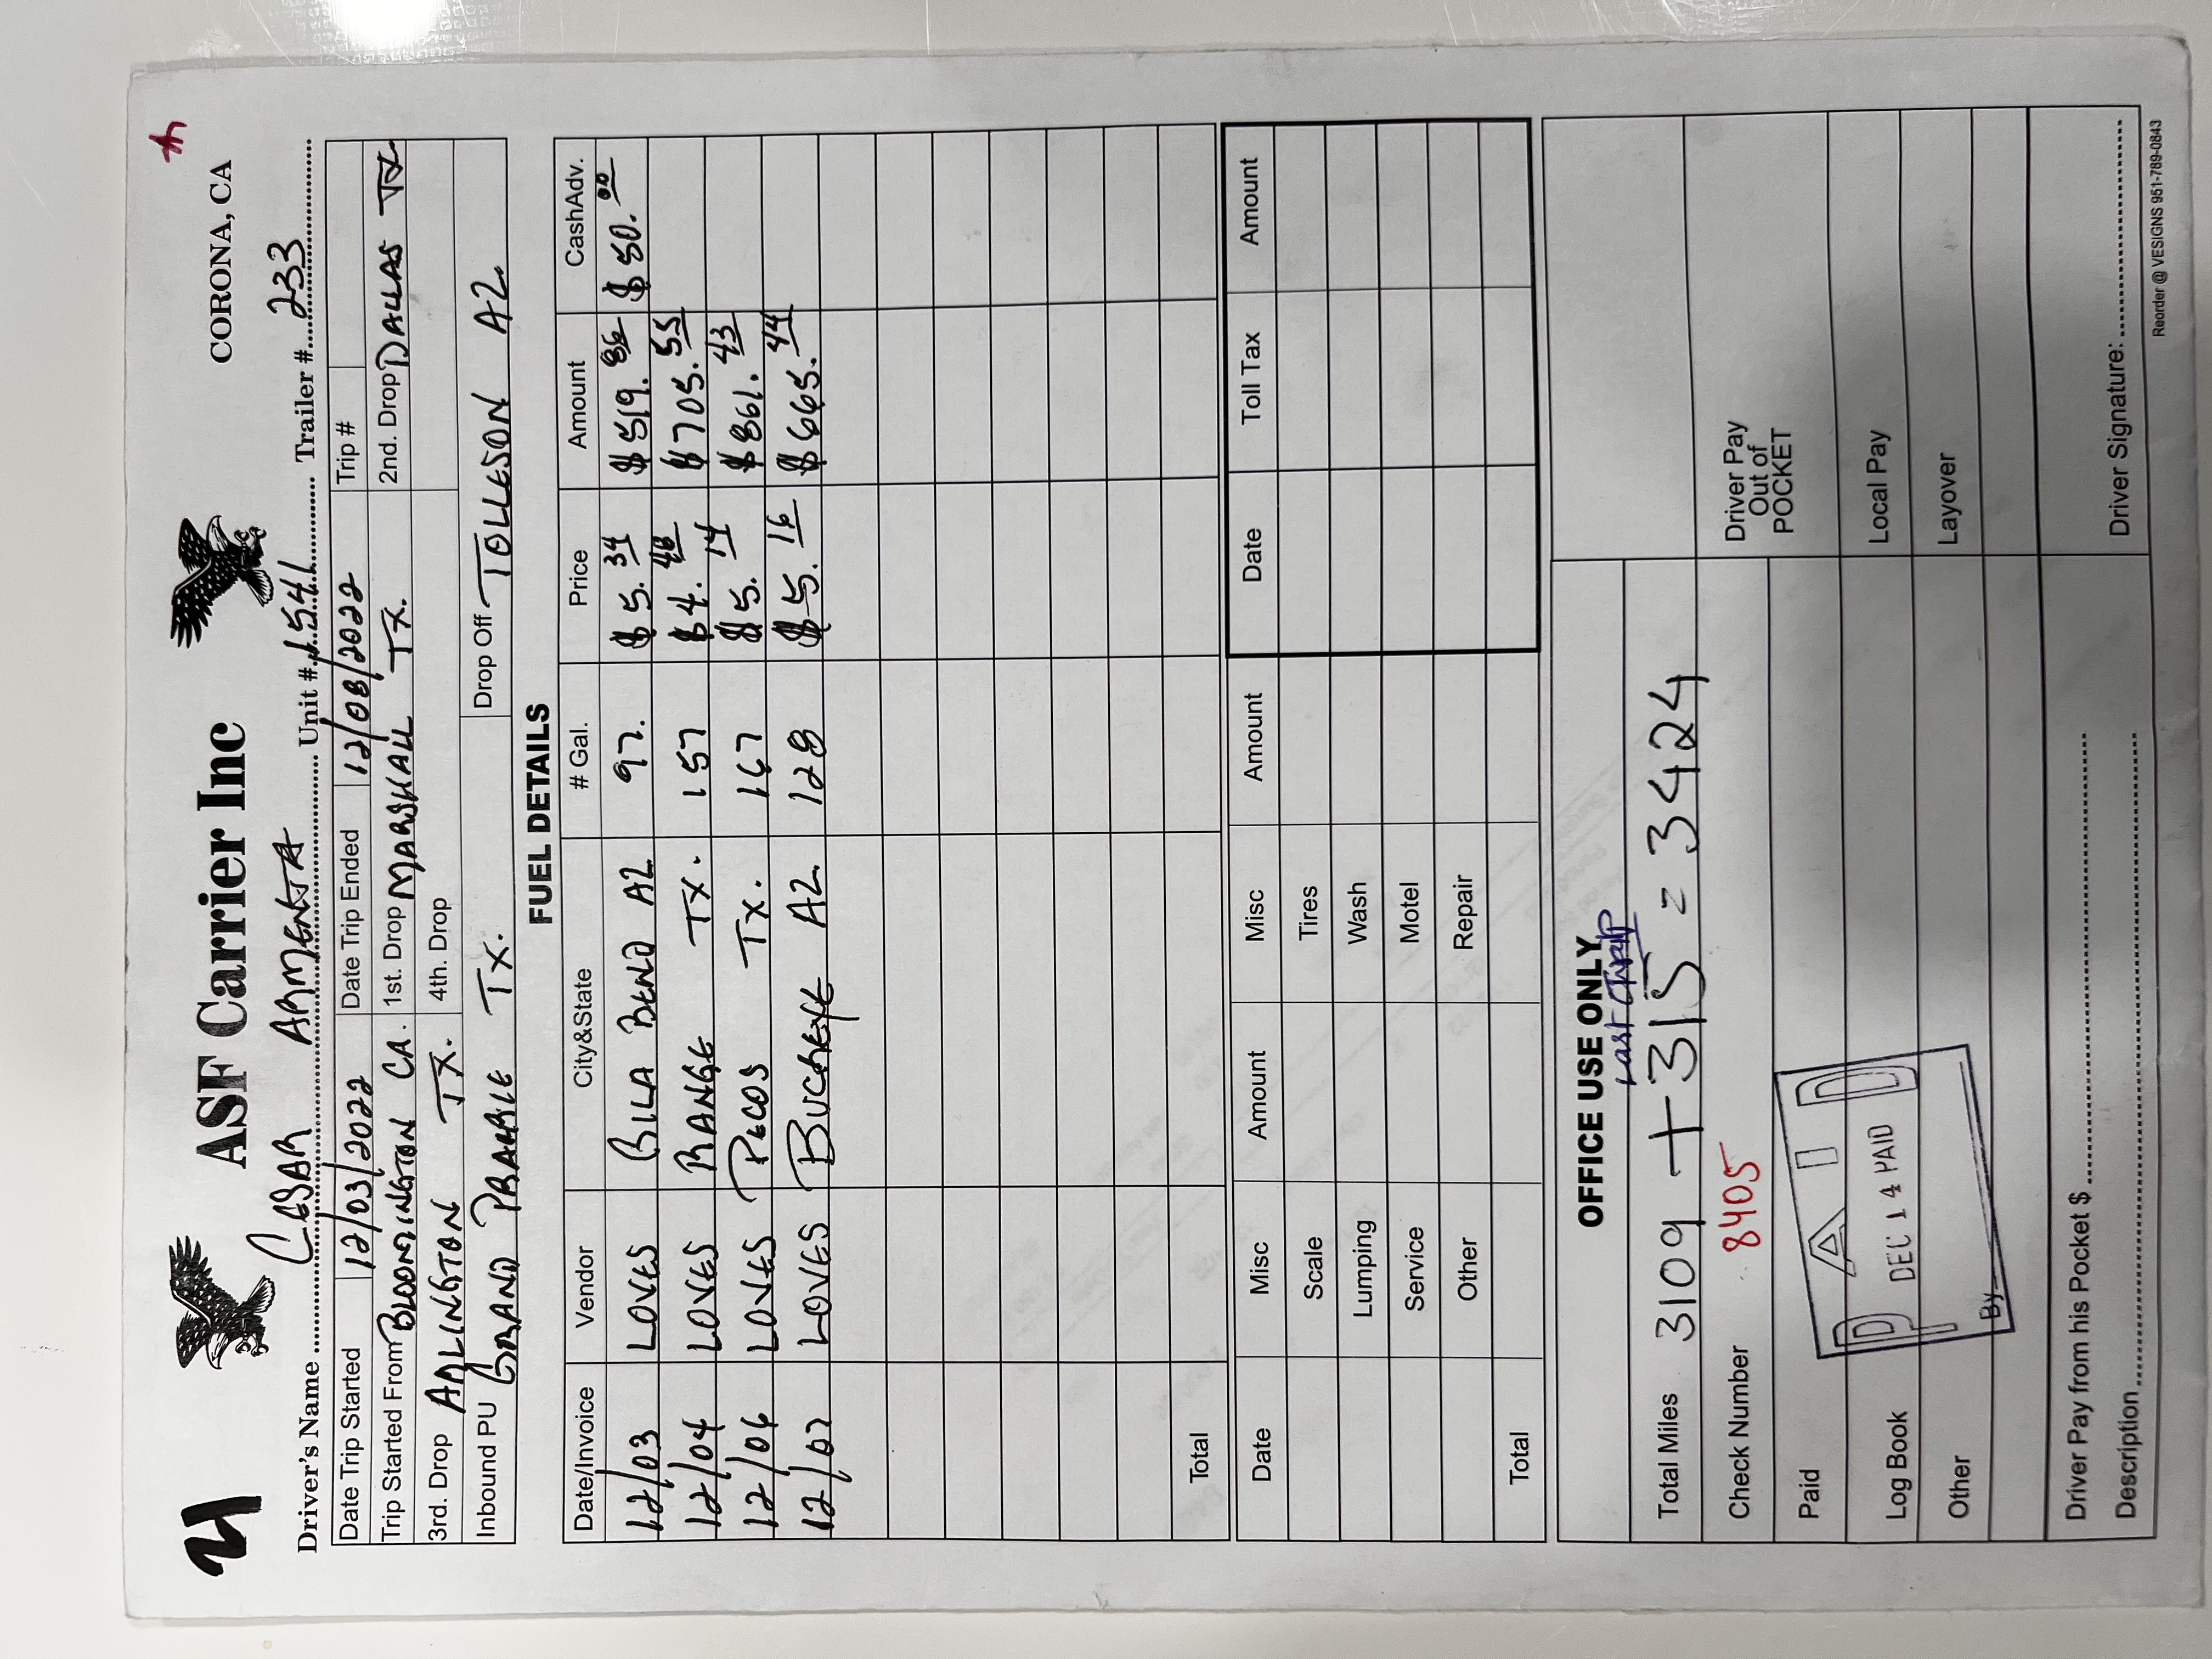 21
ASF Carrier Inc
CORONA, CA
Driver's Name CESAR ARMENTA Unit # 1541 Trailer # 233
Date Trip Started 12/03/2022 Date Trip Ended 12/08/2022 Trip #
Trip Started From BLOOMINGTON CA. 1st. Drop MARSHALL TX. 2nd. Drop DALLAS TX
3rd. Drop ARLINGTON TX. 4th. Drop
Inbound PU GRAND PRARRIE TX. Drop Off TOLLESON AZ.
FUEL DETAILS
Date/Invoice Vendor City&State # Gal. Price Amount CashAdv.
12/03 LOVES GILA BEND AZ 97. $5.34 $519.86 $50.00
12/04 LOVES RANGE TX. 157 $4.48 $705.55
12/06 LOVES PECOS TX. 167 $5.14 $861.43
12/07 LOVES BUCKEYE AZ. 128 $5.16 $665.44
Total
Date Misc Amount Misc Amount Date Toll Tax Amount
Scale Tires
Lumping Wash
Service Motel
Other Repair
Total
OFFICE USE ONLY
Last Trip
Total Miles 3109 + 315 = 3424
Check Number 8405
Driver Pay Out of POCKET
Paid
PAID
DEC 14 PAID
By
Log Book
Local Pay
Other
Layover
Driver Pay from his Pocket $
Description
Driver Signature:
Reorder @ VESIGNS 951-789-0843